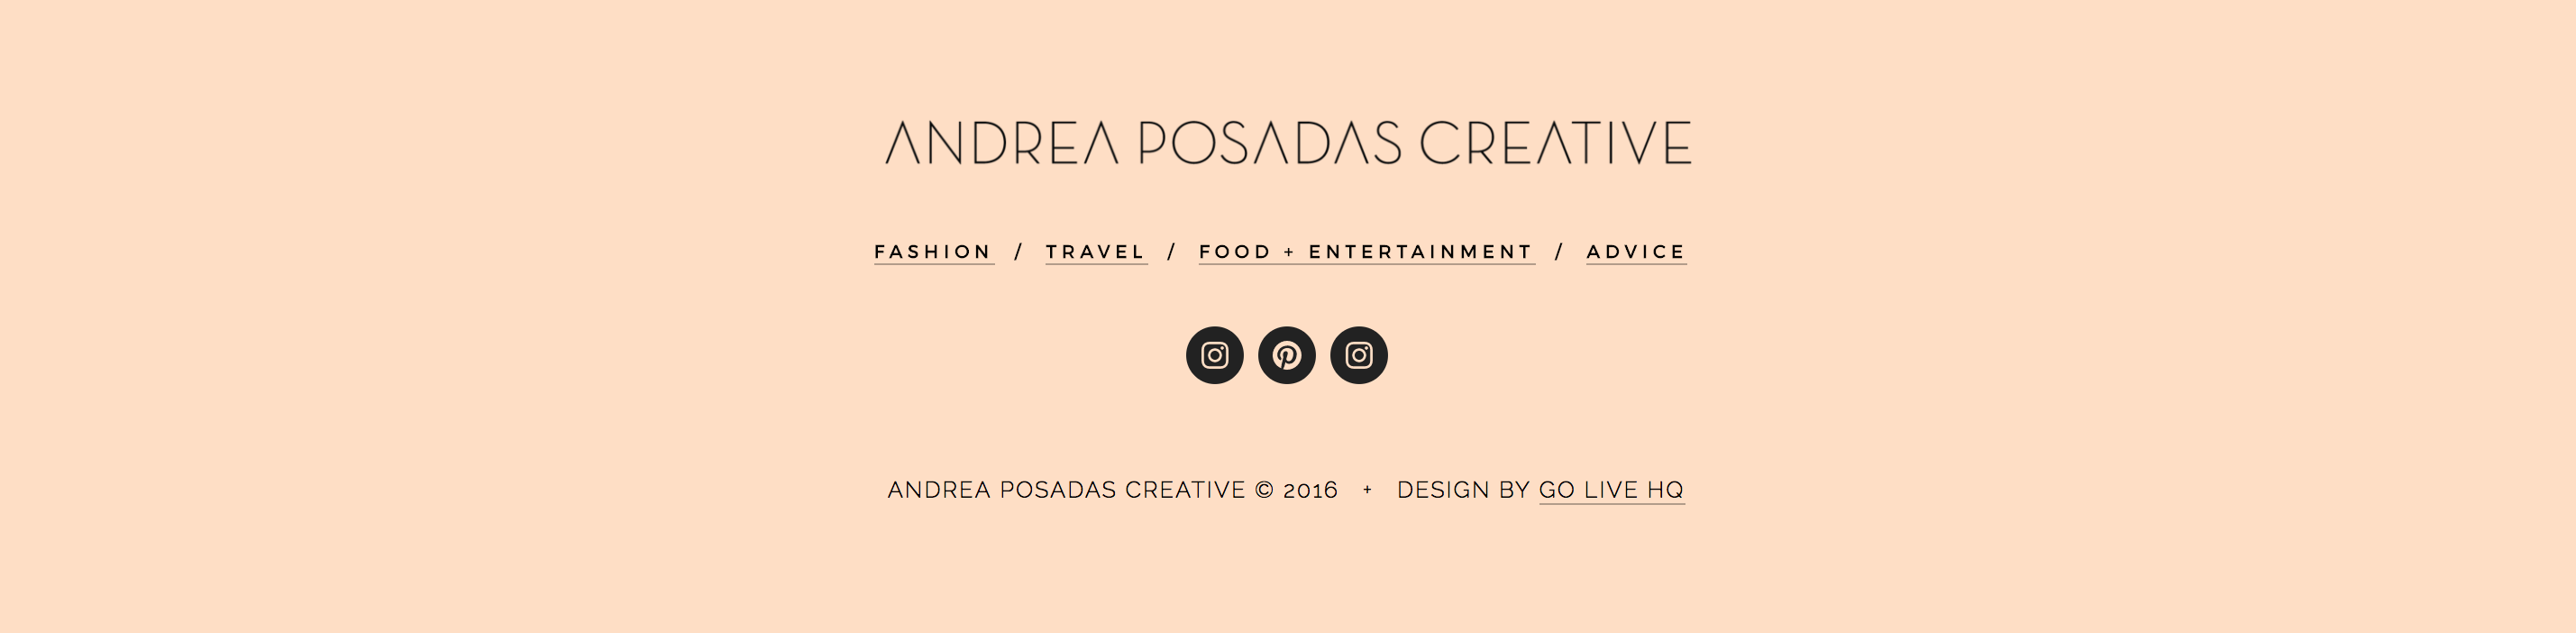 ANDREA POSADAS CREATIVE
FASHION / TRAVEL / FOOD + ENTERTAINMENT / ADVICE
ANDREA POSADAS CREATIVE © 2016 + DESIGN BY GO LIVE HQ